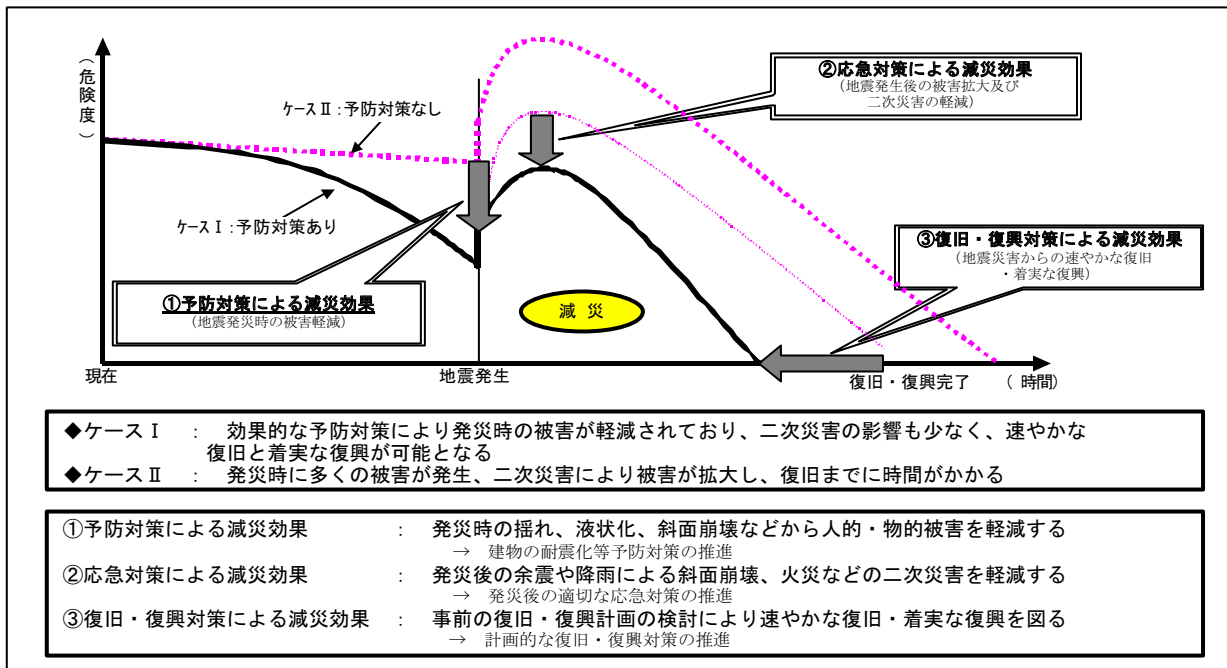 （危険度）
②応急対策による減災効果
（地震発生後の被害拡大及び
二次災害の軽減）
ケースⅡ：予防対策なし
ケースⅠ：予防対策あり
③復旧・復興対策による減災効果
（地震災害からの速やかな復旧
・着実な復興）
①予防対策による減災効果
（地震発災時の被害軽減）
減 災
現在
地震発生
復旧・復興完了
（ 時間）
◆ケースⅠ ： 効果的な予防対策により発災時の被害が軽減されており、二次災害の影響も少なく、速やかな
復旧と着実な復興が可能となる
◆ケースⅡ ： 発災時に多くの被害が発生、二次災害により被害が拡大し、復旧までに時間がかかる
①予防対策による減災効果 ： 発災時の揺れ、液状化、斜面崩壊などから人的・物的被害を軽減する
→ 建物の耐震化等予防対策の推進
②応急対策による減災効果 ： 発災後の余震や降雨による斜面崩壊、火災などの二次災害を軽減する
→ 発災後の適切な応急対策の推進
③復旧・復興対策による減災効果 ： 事前の復旧・復興計画の検討により速やかな復旧・着実な復興を図る
→ 計画的な復旧・復興対策の推進